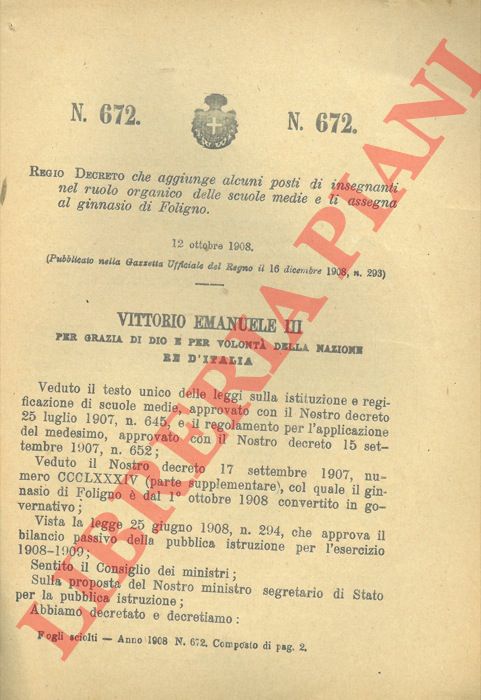 N. 672. N. 672.
REGIO DECRETO che aggiunge alcuni posti di insegnanti
nel ruolo organico delle scuole medie e li assegna
al ginnasio di Foligno.
12 ottobre 1908.
(Pubblicato nella Gazzetta Ufficiale del Regno il 16 dicembre 1908, n. 293)
VITTORIO EMANUELE III
PER GRAZIA DI DIO E PER VOLONTÀ DELLA NAZIONE
RE D'ITALIA
Veduto il testo unico delle leggi sulla istituzione e regi-
ficazione di scuole medie, approvato con il Nostro decreto
25 luglio 1907, n. 645, e il regolamento per l'applicazione
del medesimo, approvato con il Nostro decreto 15 set-
tembre 1907, n. 652;
Veduto il Nostro decreto 17 settembre 1907, nu-
mero CCCLXXXIV (parte supplementare), col quale il gin-
nasio di Foligno è dal 1° ottobre 1908 convertito in go-
vernativo;
Vista la legge 25 giugno 1908, n. 294, che approva il
bilancio passivo della pubblica istruzione per l'esercizio
1908-1909;
Sentito il Consiglio dei ministri;
Sulla proposta del Nostro ministro segretario di Stato
per la pubblica istruzione;
Abbiamo decretato e decretiamo:
Fogli sciolti - Anno 1908 N. 672. Composto di pag. 2.
LIBRERIA PIANI